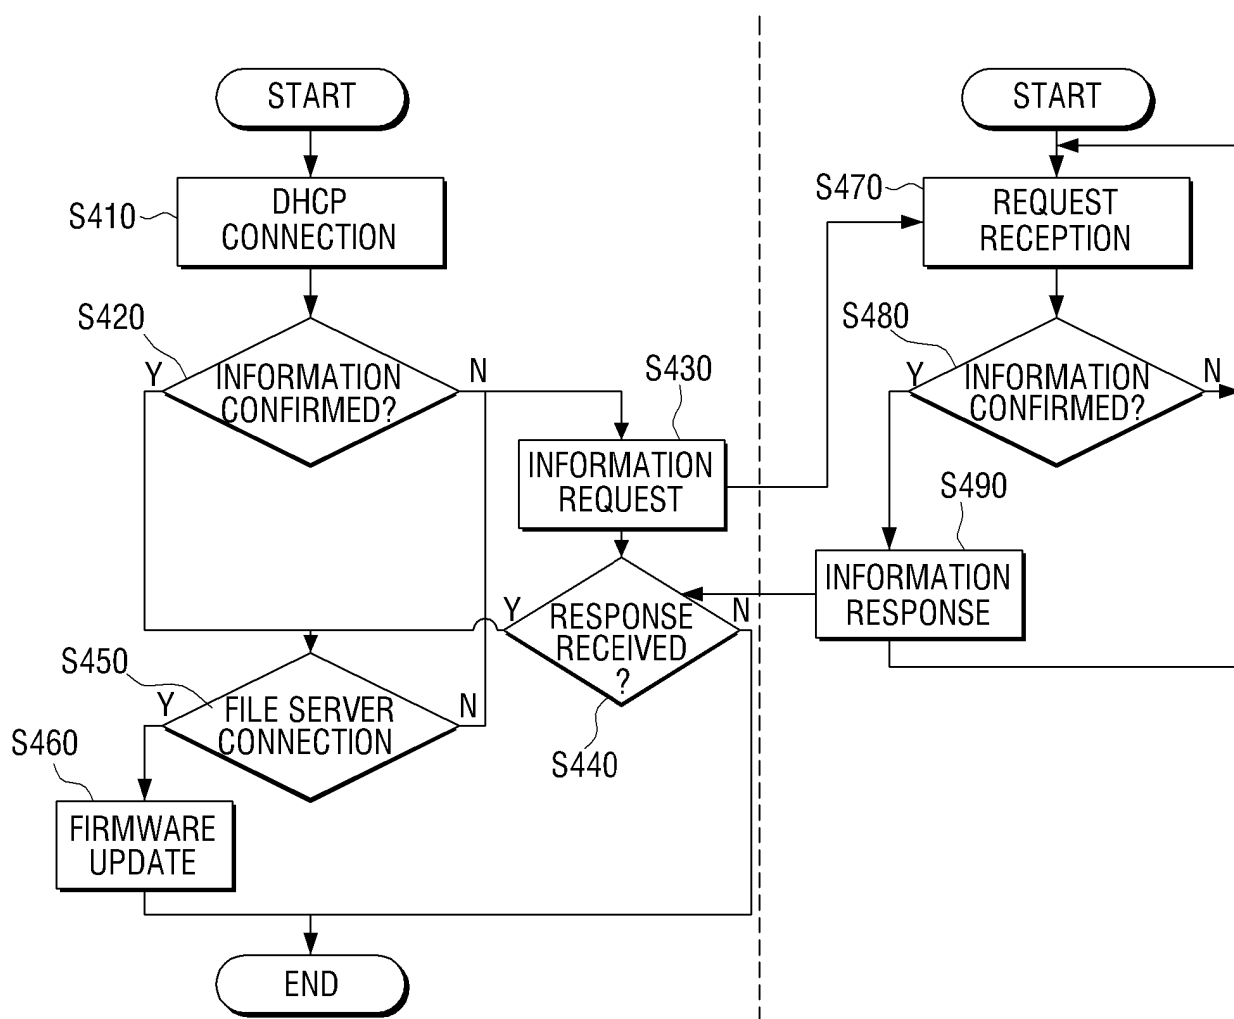 START
START
DHCP
CONNECTION
S410
S470
REQUEST
RECEPTION
S420
Y
N
INFORMATION
CONFIRMED?
S430
S480
Y
N
INFORMATION
CONFIRMED?
INFORMATION
REQUEST
S490
INFORMATION
RESPONSE
Y
N
RESPONSE
RECEIVED
?
S440
S450
Y
N
FILE SERVER
CONNECTION
S460
FIRMWARE
UPDATE
END